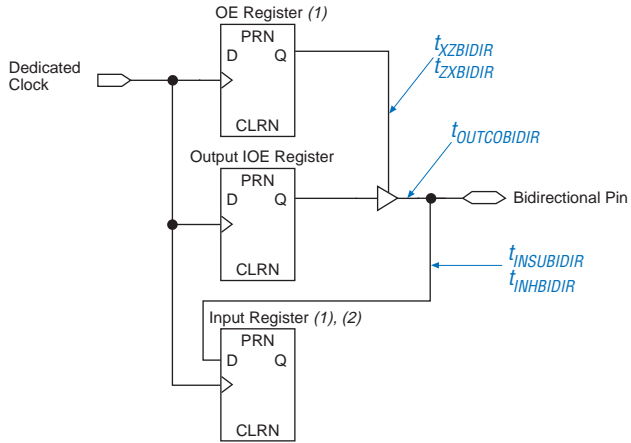 OE Register (1)
PRN
D Q
CLRN
Dedicated
Clock
tXZBIDIR
tZXBIDIR
tOUTCOBIDIR
Output IOE Register
PRN
D Q
CLRN
Bidirectional Pin
tINSUBIDIR
tINHBIDIR
Input Register (1), (2)
PRN
D Q
CLRN